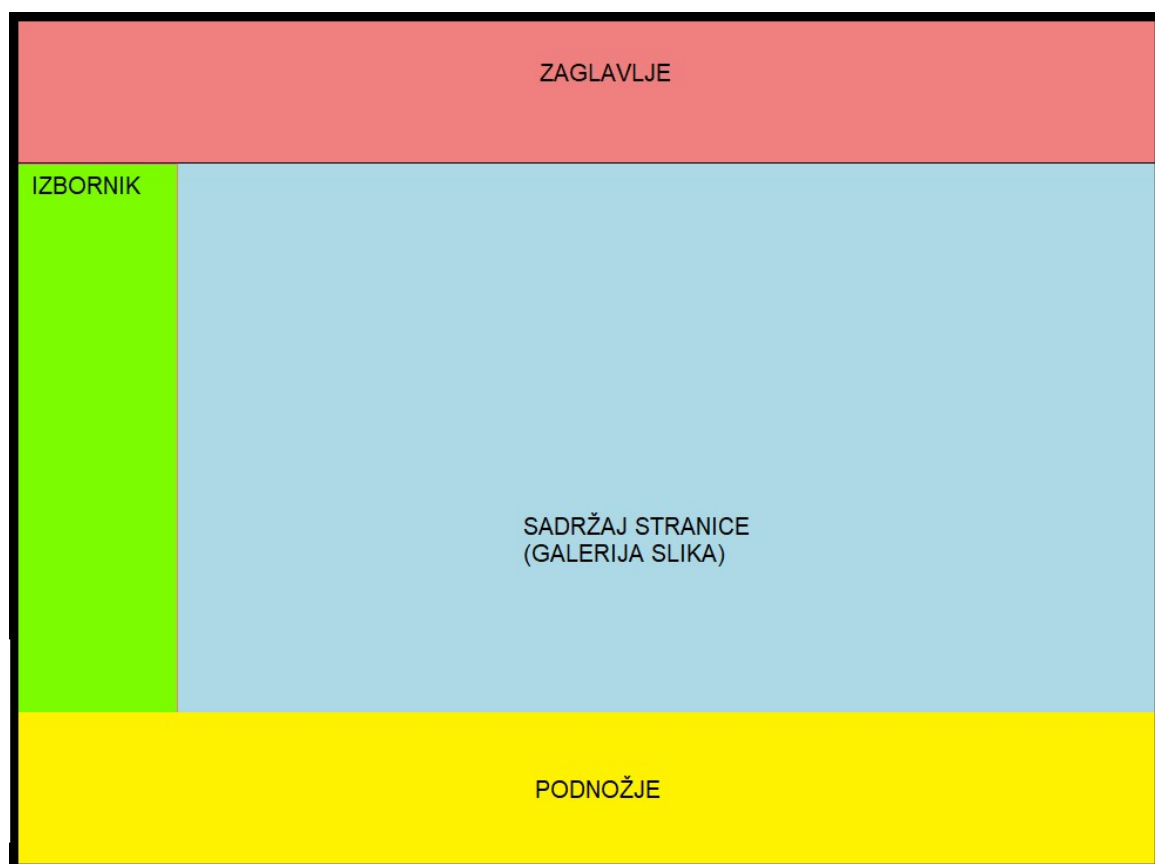 ZAGLAVLJE
IZBORNIK
SADRŽAJ STRANICE
(GALERIJA SLIKA)
PODNOŽJE